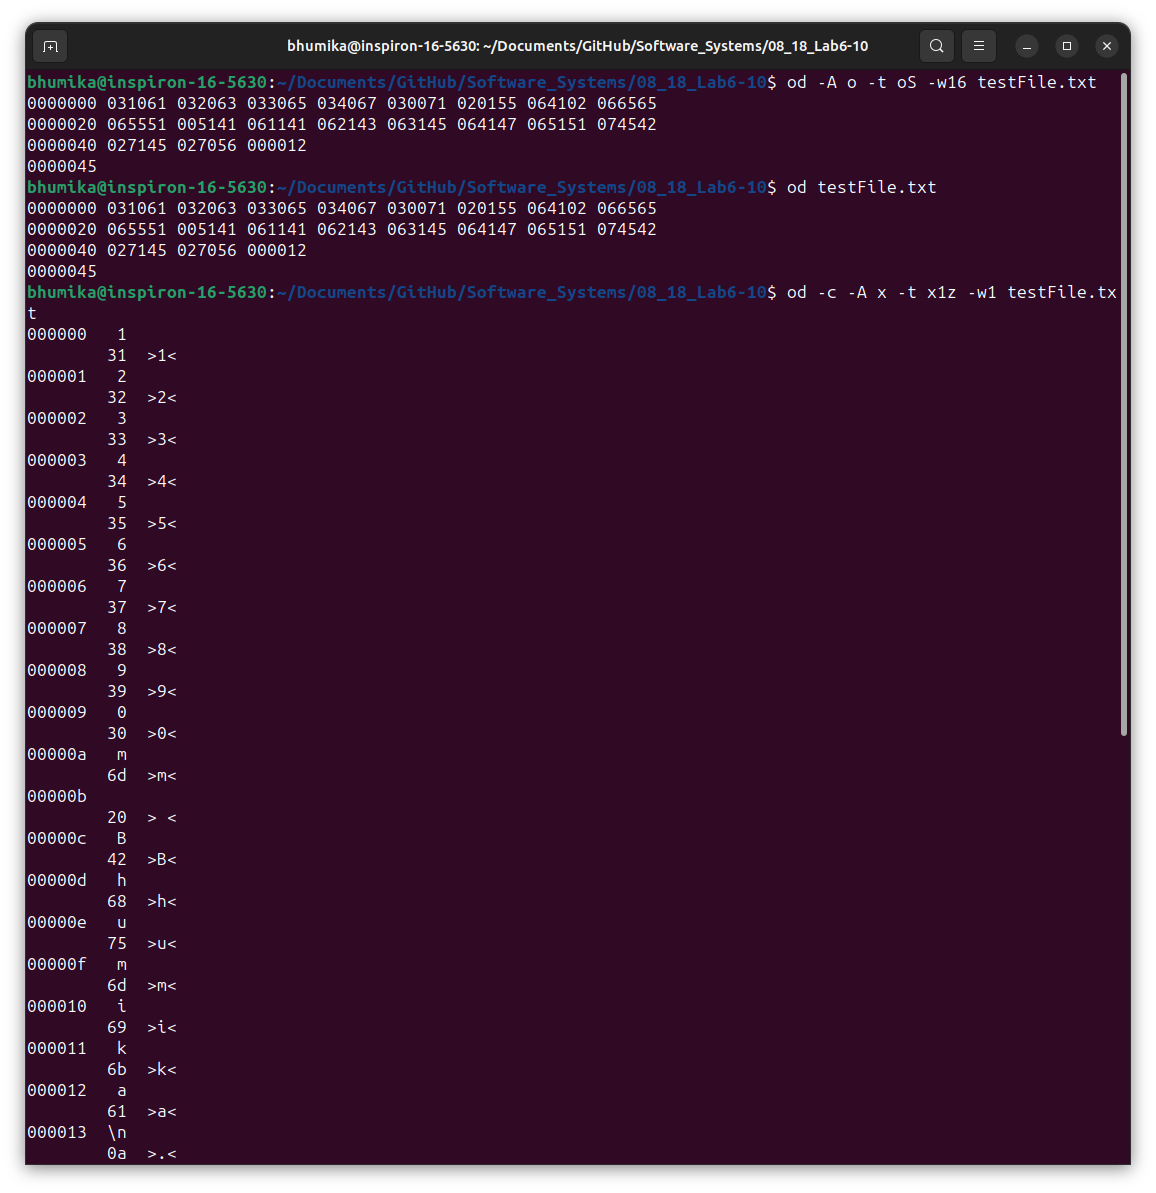 bhumika@inspiron-16-5630: ~/Documents/GitHub/Software_Systems/08_18_Lab6-10
bhumika@inspiron-16-5630:~/Documents/GitHub/Software_Systems/08_18_Lab6-10$ od -A o -t oS -w16 testFile.txt
0000000 031061 032063 033065 034067 030071 020155 064102 066565
0000020 065551 005141 061141 062143 063145 064147 065151 074542
0000040 027145 027056 000012
0000045
bhumika@inspiron-16-5630:~/Documents/GitHub/Software_Systems/08_18_Lab6-10$ od testFile.txt
0000000 031061 032063 033065 034067 030071 020155 064102 066565
0000020 065551 005141 061141 062143 063145 064147 065151 074542
0000040 027145 027056 000012
0000045
bhumika@inspiron-16-5630:~/Documents/GitHub/Software_Systems/08_18_Lab6-10$ od -c -A x -t x1z -w1 testFile.tx
t
000000   1
        31  >1<
000001   2
        32  >2<
000002   3
        33  >3<
000003   4
        34  >4<
000004   5
        35  >5<
000005   6
        36  >6<
000006   7
        37  >7<
000007   8
        38  >8<
000008   9
        39  >9<
000009   0
        30  >0<
00000a   m
        6d  >m<
00000b
        20  > <
00000c   B
        42  >B<
00000d   h
        68  >h<
00000e   u
        75  >u<
00000f   m
        6d  >m<
000010   i
        69  >i<
000011   k
        6b  >k<
000012   a
        61  >a<
000013  \n
        0a  >.<